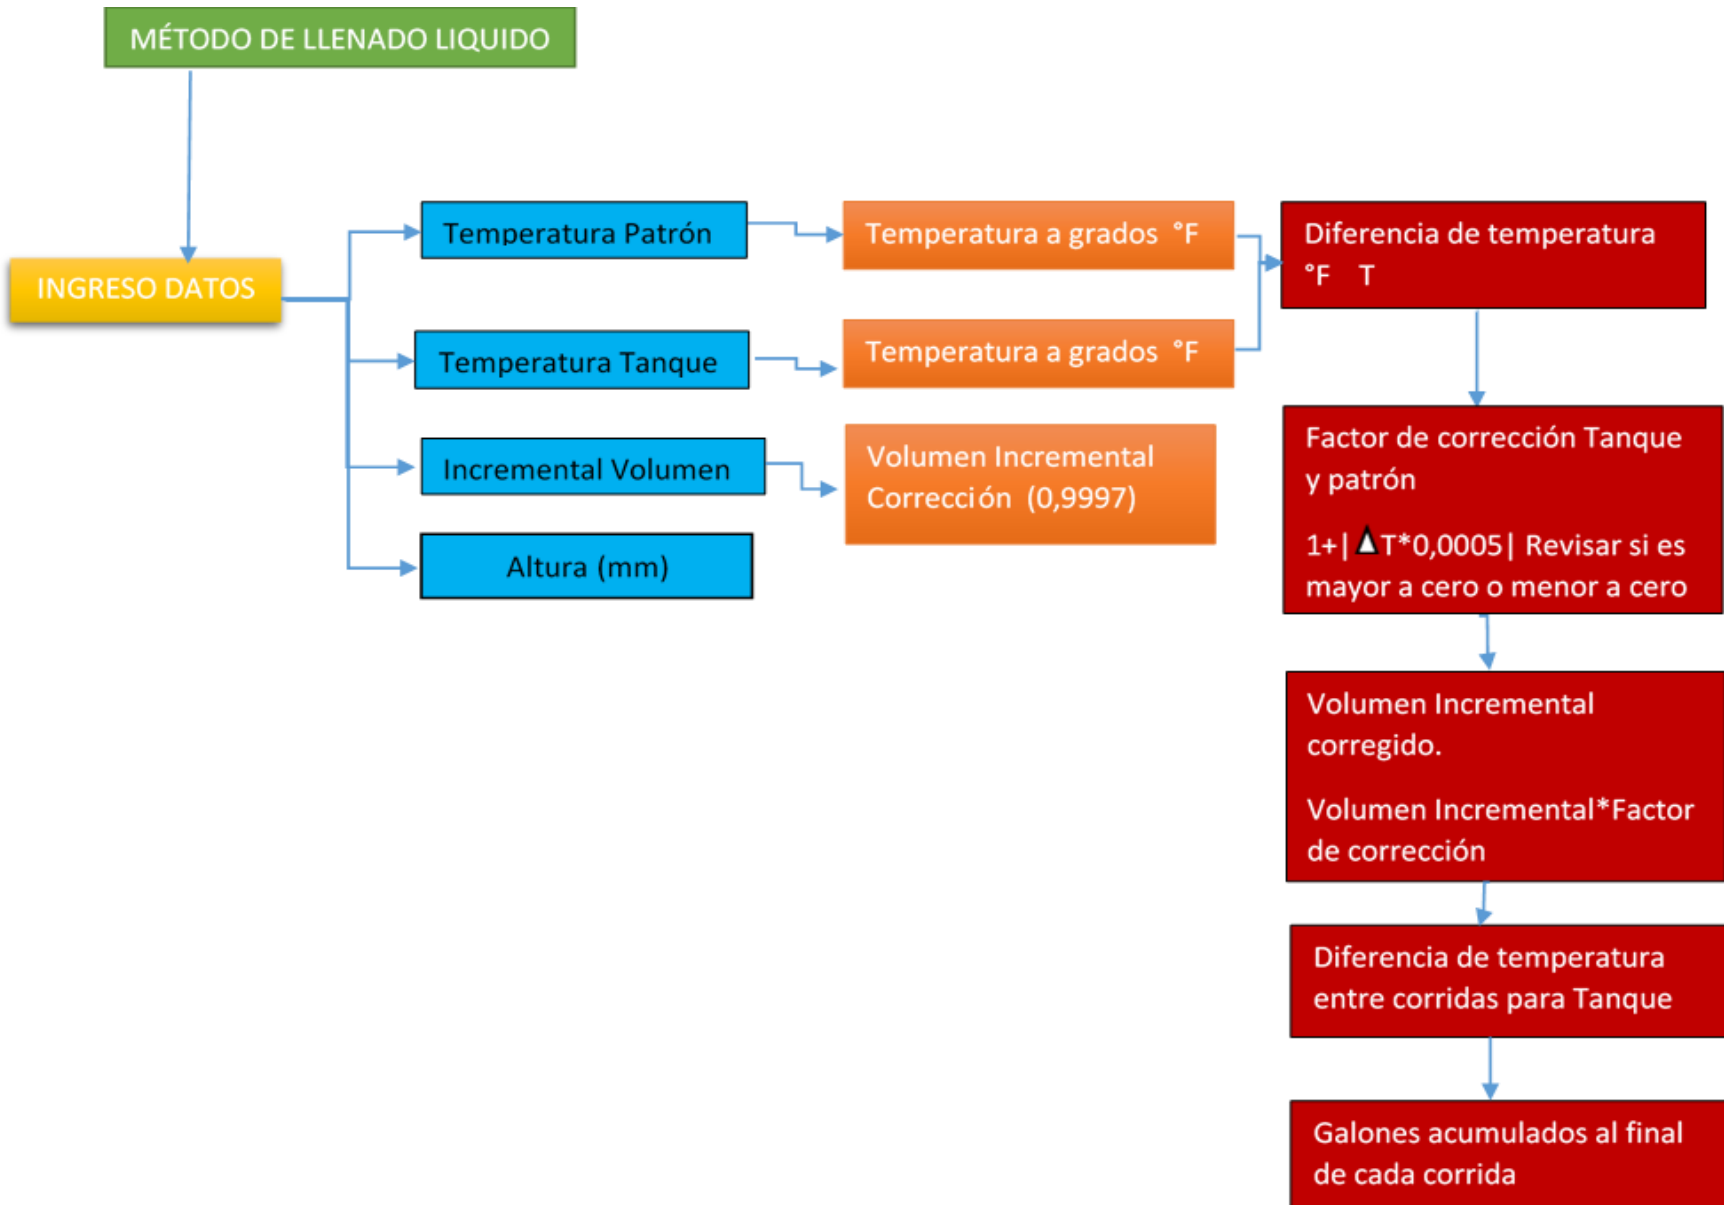 MÉTODO DE LLENADO LIQUIDO
INGRESO DATOS
Temperatura Patrón
Temperatura Tanque
Incremental Volumen
Altura (mm)
Temperatura a grados °F
Temperatura a grados °F
Volumen Incremental
Corrección (0,9997)
Diferencia de temperatura
°F T
Factor de corrección Tanque
y patrón
1+|ΔT*0,0005| Revisar si es
mayor a cero o menor a cero
Volumen Incremental
corregido.
Volumen Incremental*Factor
de corrección
Diferencia de temperatura
entre corridas para Tanque
Galones acumulados al final
de cada corrida